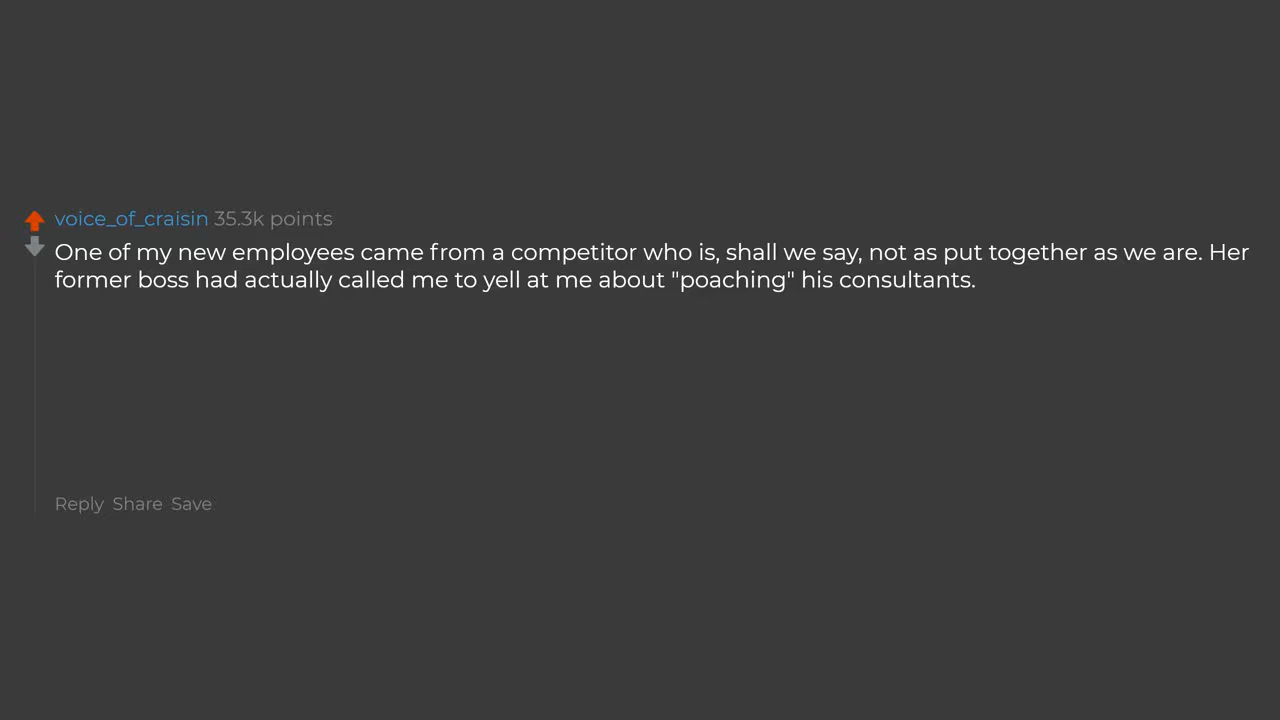 voice_of_craisin 35.3k points
One of my new employees came from a competitor who is, shall we say, not as put together as we are. Her
former boss had actually called me to yell at me about "poaching" his consultants.
Reply Share Save